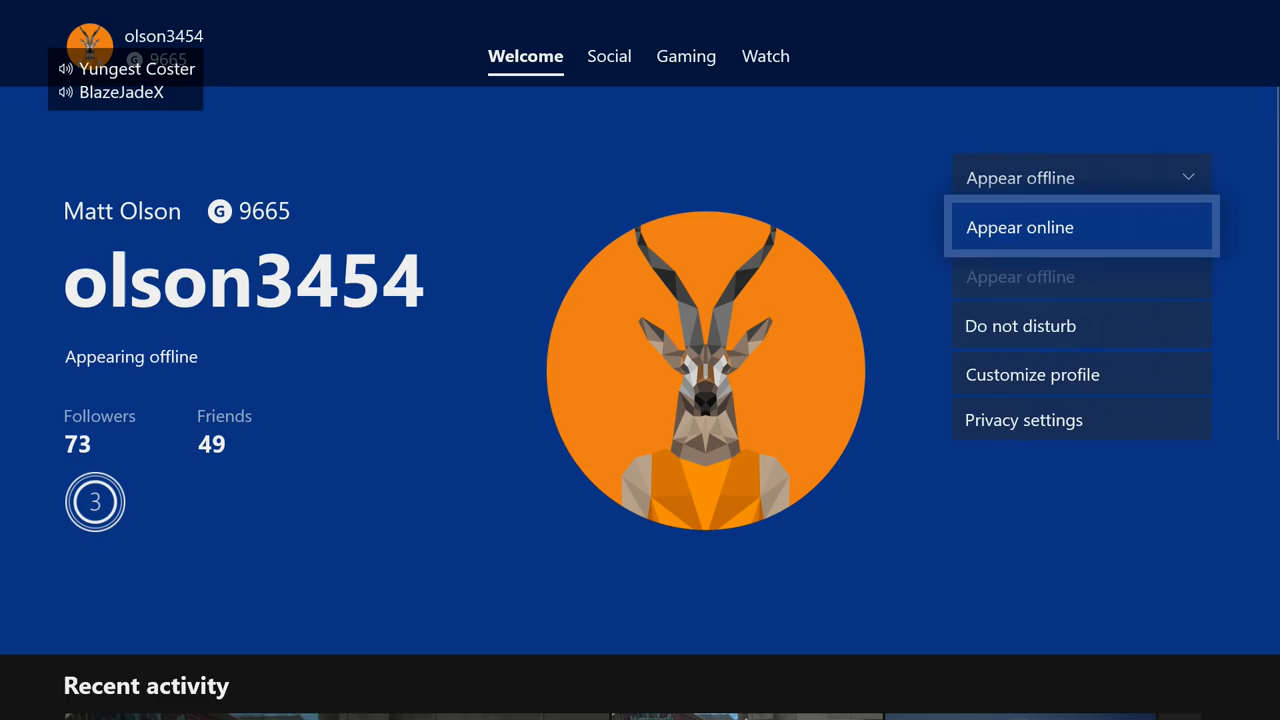 olson3454
G 9665
Yungest Coster
BlazeJadeX
Welcome
Social
Gaming
Watch
Matt Olson G 9665
olson3454
Appearing offline
Followers Friends
73 49
3
Appear offline
Appear online
Appear offline
Do not disturb
Customize profile
Privacy settings
Recent activity